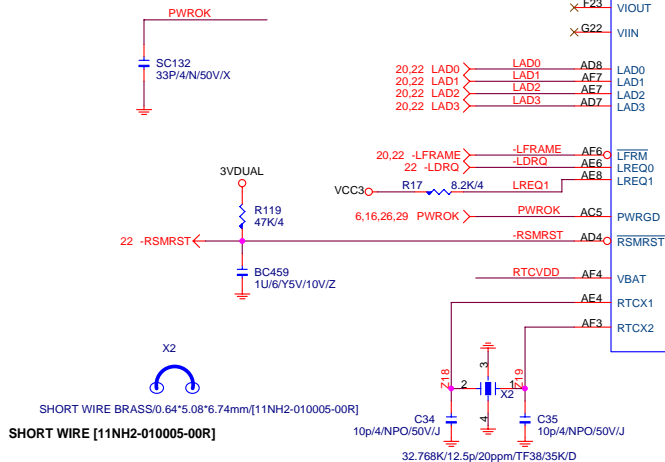 F23
VIOUT
PWROK
G22
VIIN
SC132
33P/4/N/50V/X
20,22 LAD0 LAD0 AD8 LAD0
20,22 LAD1 LAD1 AF7 LAD1
20,22 LAD2 LAD2 AE7 LAD2
20,22 LAD3 LAD3 AD7 LAD3
20,22 -LFRAME -LFRAME AF6 LFRM
22 -LDRQ -LDRQ AE6 LREQ0
3VDUAL
VCC3 R17 8.2K/4 LREQ1 AE8 LREQ1
R119
47K/4
6,16,26,29 PWROK PWROK AC5 PWRGD
22 -RSMRST -RSMRST AD4 RSMRST
BC459
1U/6/Y5V/10V/Z
RTCVDD AF4 VBAT
AE4 RTCX1
AF3 RTCX2
X2
3
Z18 2 1 Z19
X2
4
SHORT WIRE BRASS/0.64*5.08*6.74mm/[11NH2-010005-00R]
C34
10p/4/NPO/50V/J
C35
10p/4/NPO/50V/J
SHORT WIRE [11NH2-010005-00R]
32.768K/12.5p/20ppm/TF38/35K/D